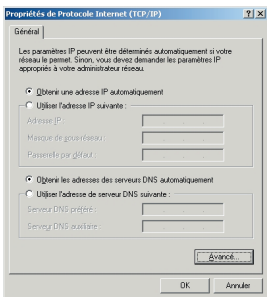 Propriétés de Protocole Internet (TCP/IP)
Général
Les paramètres IP peuvent être déterminés automatiquement si votre
réseau le permet. Sinon, vous devez demander les paramètres IP
appropriés à votre administrateur réseau.
Obtenir une adresse IP automatiquement
Utiliser l'adresse IP suivante :
Adresse IP :
Masque de sous-réseau :
Passerelle par défaut :
Obtenir les adresses des serveurs DNS automatiquement
Utiliser l'adresse de serveur DNS suivante :
Serveur DNS préféré :
Serveur DNS auxiliaire :
Avancé...
OK
Annuler